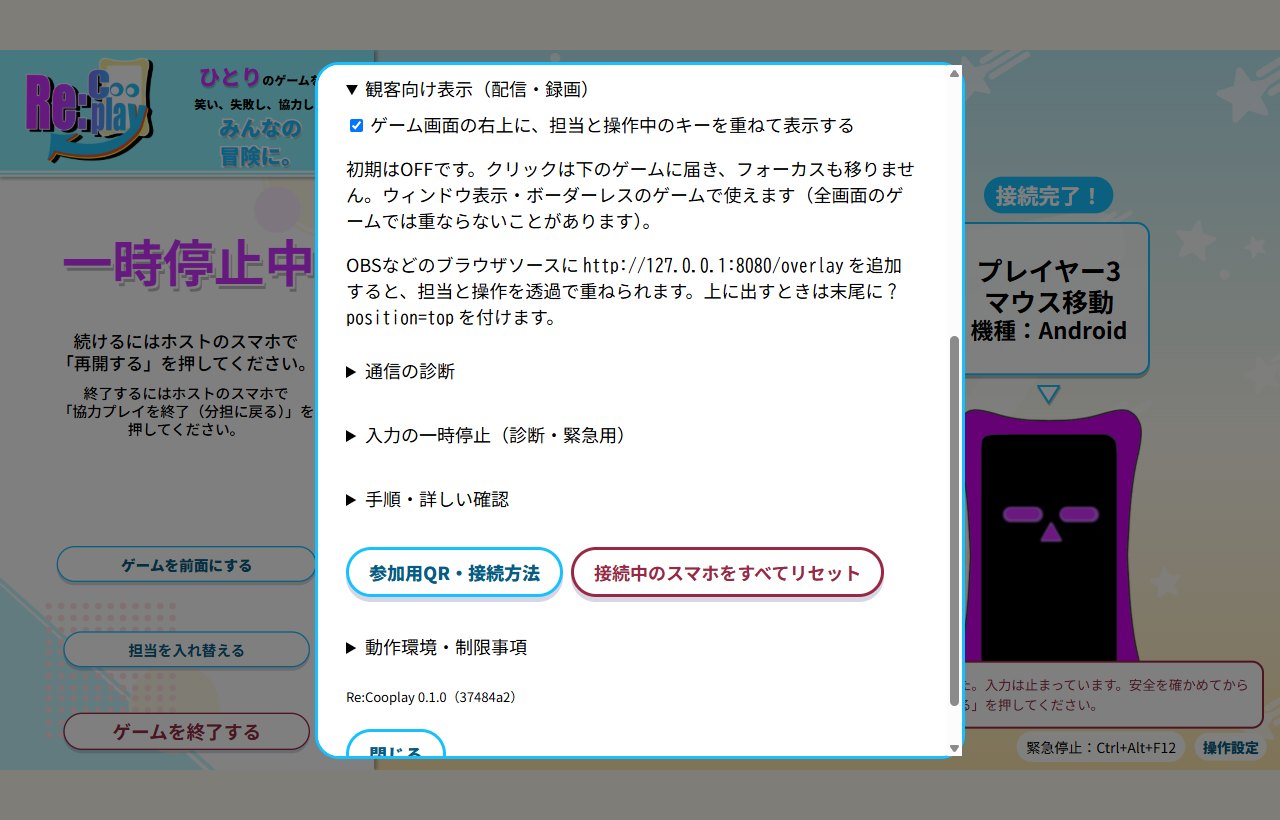 Re:Cooplay
ひとりのゲームを
笑い、失敗し、協力し
みんなの
冒険に。
一時停止中
続けるにはホストのスマホで
「再開する」を押してください。
終了するにはホストのスマホで
「協力プレイを終了（分担に戻る）」を
押してください。
ゲームを前面にする
担当を入れ替える
ゲームを終了する
▼ 観客向け表示（配信・録画）
ゲーム画面の右上に、担当と操作中のキーを重ねて表示する
初期はOFFです。クリックは下のゲームに届き、フォーカスも移りませ
ん。ウィンドウ表示・ボーダーレスのゲームで使えます（全画面のゲ
ームでは重ならないことがあります）。
OBSなどのブラウザソースに http://127.0.0.1:8080/overlay を追加
すると、担当と操作を透過で重ねられます。上に出すときは末尾に ?
position=top を付けます。
▶ 通信の診断
▶ 入力の一時停止（診断・緊急用）
▶ 手順・詳しい確認
参加用QR・接続方法
接続中のスマホをすべてリセット
▶ 動作環境・制限事項
Re:Cooplay 0.1.0（37484a2）
閉じる
接続完了！
プレイヤー3
マウス移動
機種：Android
た。入力は止まっています。安全を確かめてから
る」を押してください。
緊急停止：Ctrl+Alt+F12
操作設定